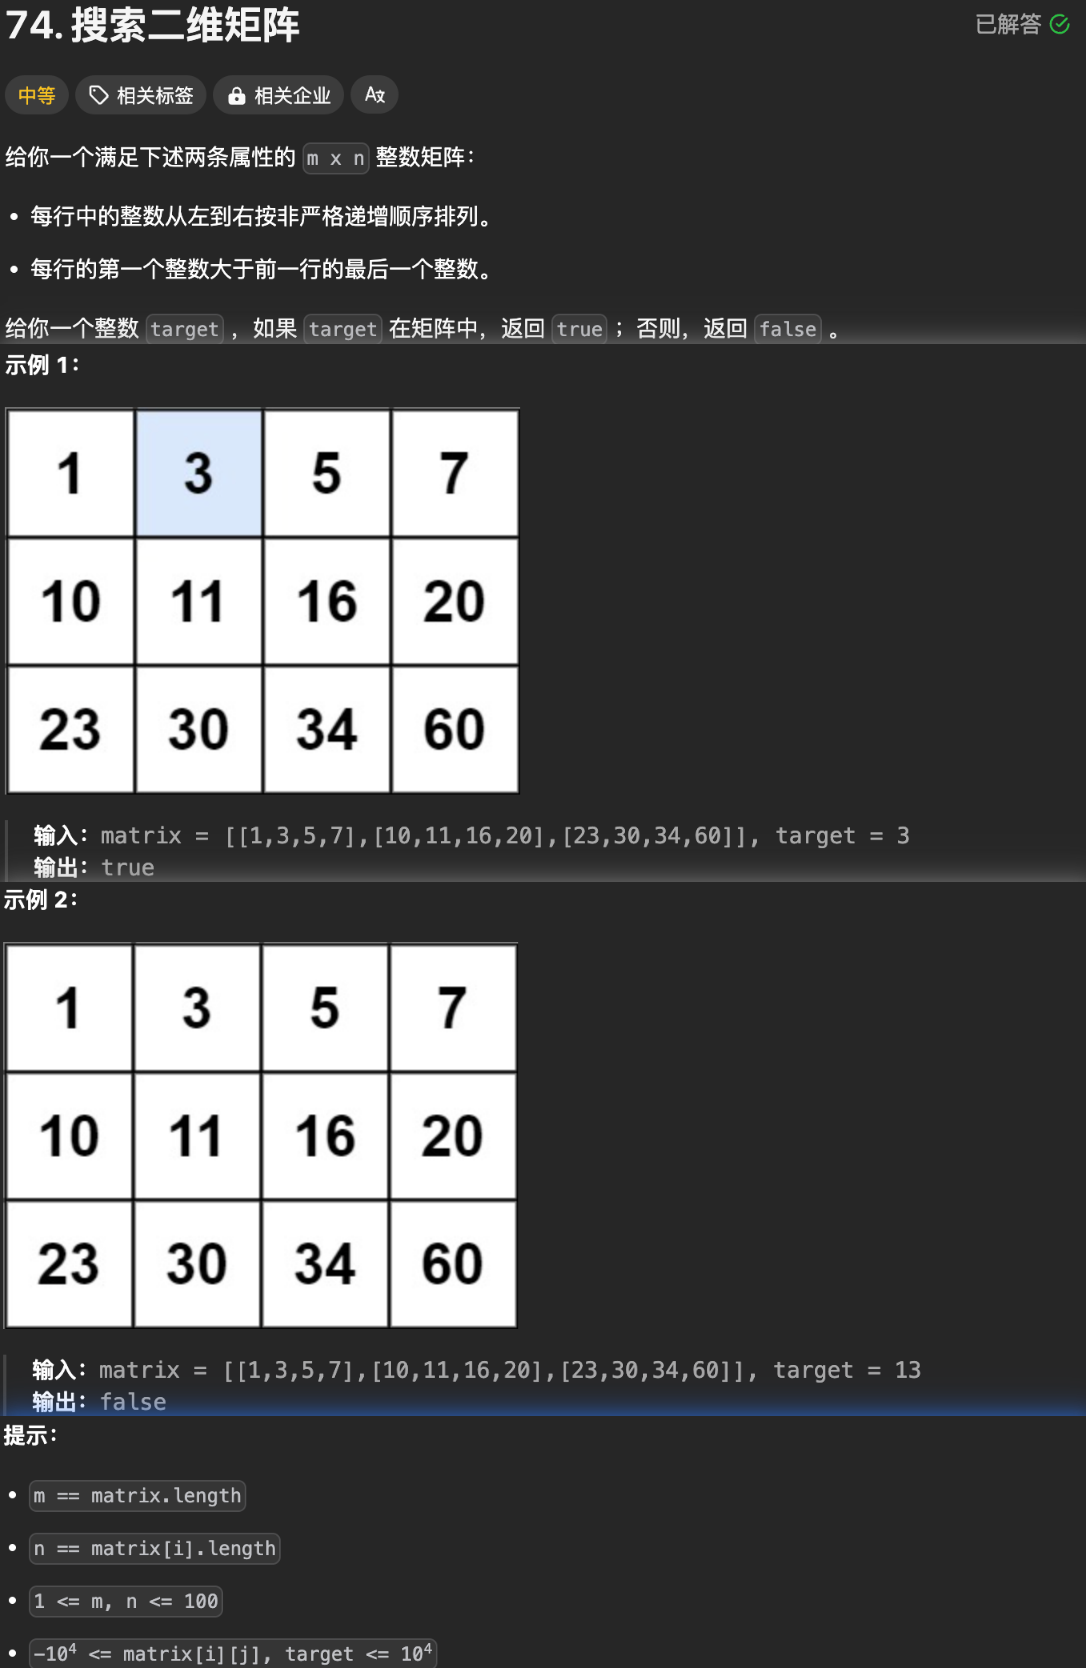 74. 搜索二维矩阵
已解答
中等
相关标签
相关企业
给你一个满足下述两条属性的 m x n 整数矩阵：
• 每行中的整数从左到右按非严格递增顺序排列。
• 每行的第一个整数大于前一行的最后一个整数。
给你一个整数 target ，如果 target 在矩阵中，返回 true ；否则，返回 false 。
示例 1：
1 3 5 7
10 11 16 20
23 30 34 60
输入：matrix = [[1,3,5,7],[10,11,16,20],[23,30,34,60]], target = 3
输出：true
示例 2：
1 3 5 7
10 11 16 20
23 30 34 60
输入：matrix = [[1,3,5,7],[10,11,16,20],[23,30,34,60]], target = 13
输出：false
提示：
• m == matrix.length
• n == matrix[i].length
• 1 <= m, n <= 100
• -10⁴ <= matrix[i][j], target <= 10⁴